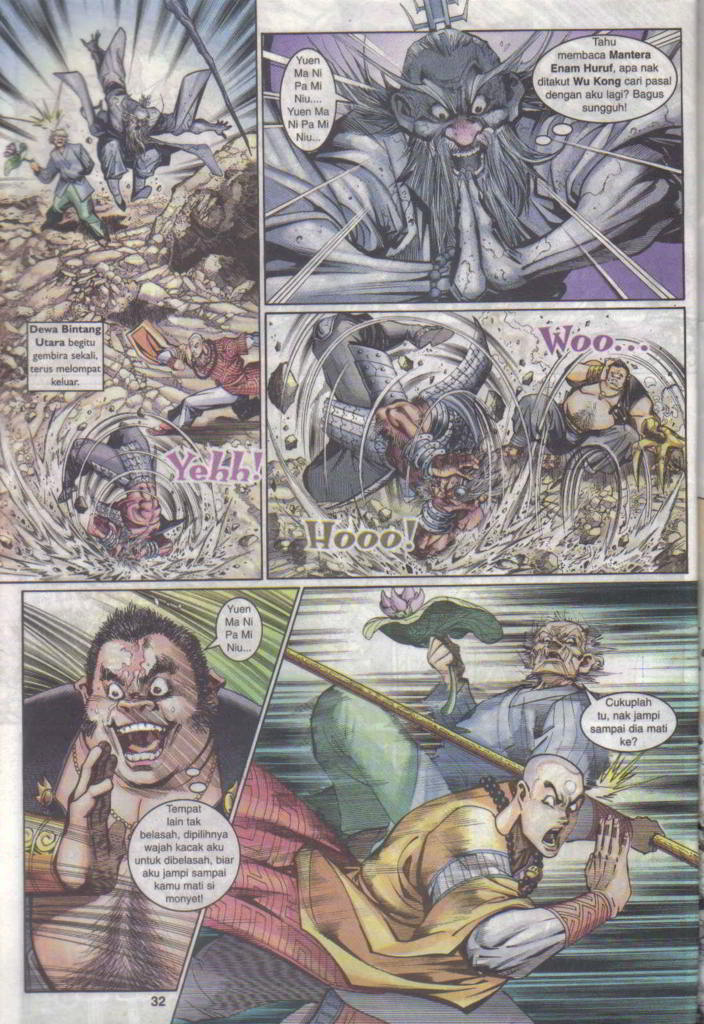 Dewa Bintang
Utara begitu
gembira sekali,
terus melompat
keluar.
Yehh!
Yuen
Ma Ni
Pa Mi
Niu....
Yuen Ma
Ni Pa Mi
Niu...
Tahu
membaca Mantera
Enam Huruf, apa nak
ditakut Wu Kong cari pasal
dengan aku lagi? Bagus
sungguh!
Woo...
Hooo!
Yuen
Ma Ni
Pa Mi
Niu...
Tempat
lain tak
belasah, dipilihnya
wajah kacak aku
untuk dibelasah, biar
aku jampi sampai
kamu mati si
monyet!
Cukuplah
tu, nak jampi
sampai dia mati
ke?
32